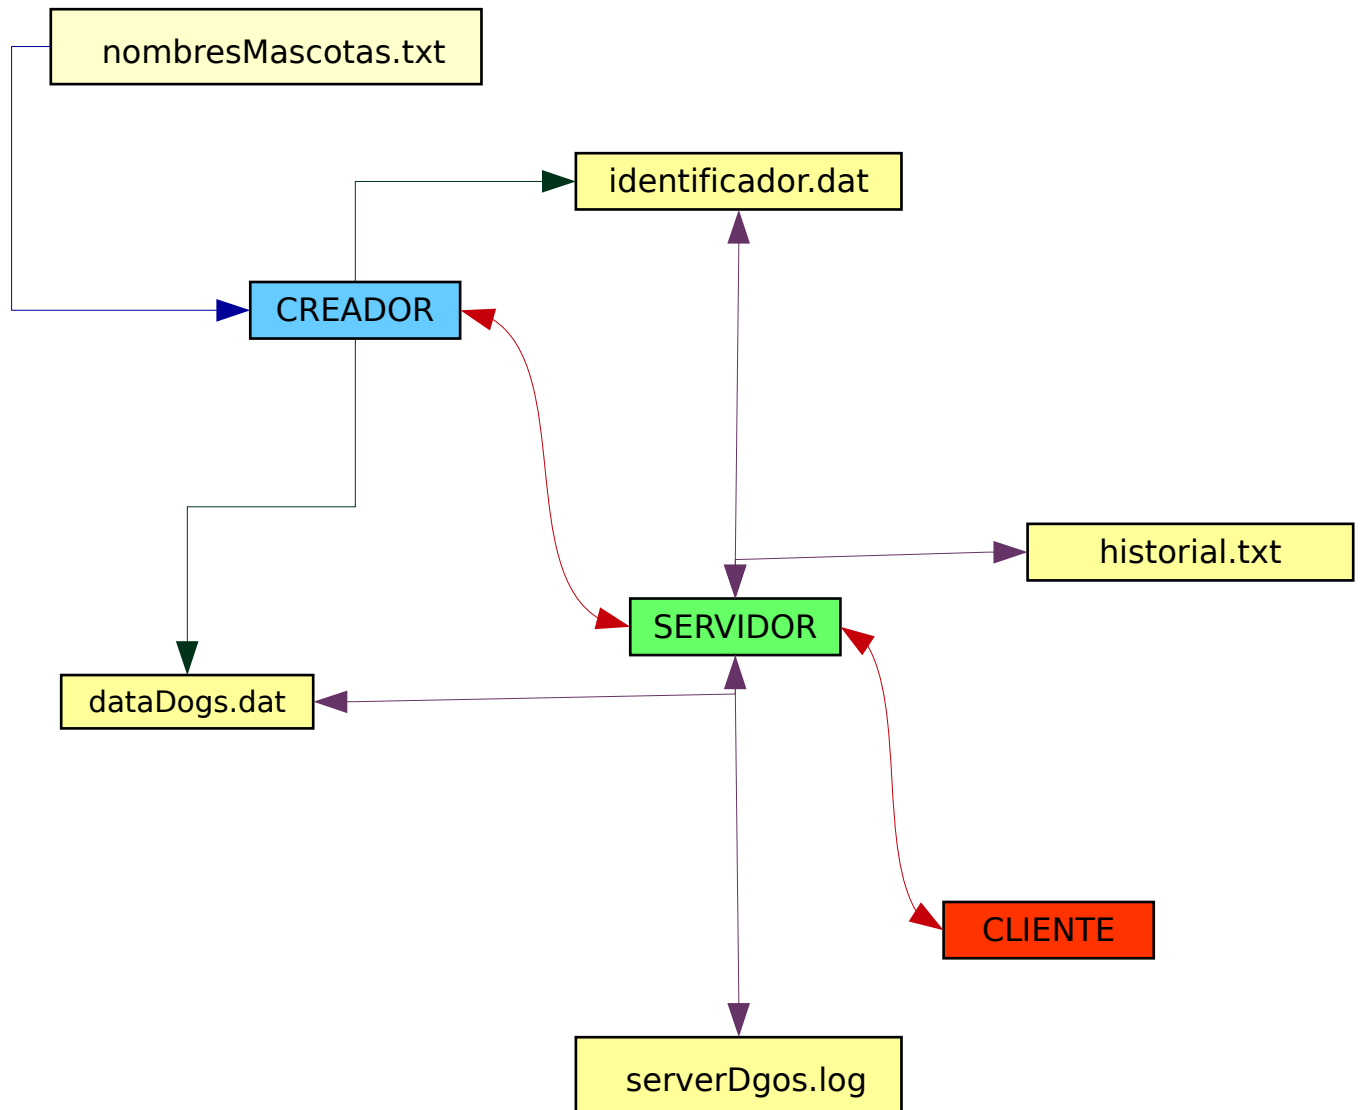 nombresMascotas.txt
identificador.dat
CREADOR
historial.txt
SERVIDOR
dataDogs.dat
CLIENTE
serverDgos.log